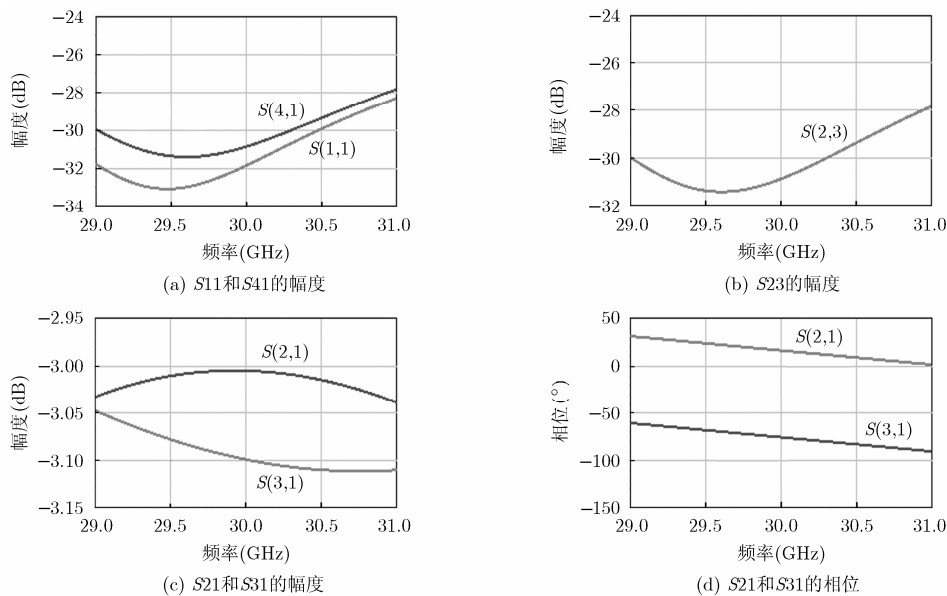 −24
−26
−28
−30
−32
−34
幅度(dB)
S(4,1)
S(1,1)
29.0 29.5 30.0 30.5 31.0
频率(GHz)
(a) S11和S41的幅度
−24
−26
−28
−30
−32
幅度(dB)
S(2,3)
29.0 29.5 30.0 30.5 31.0
频率(GHz)
(b) S23的幅度
−2.95
−3.00
−3.05
−3.10
−3.15
幅度(dB)
S(2,1)
S(3,1)
29.0 29.5 30.0 30.5 31.0
频率(GHz)
(c) S21和S31的幅度
50
0
−50
−100
−150
相位(°)
S(2,1)
S(3,1)
29.0 29.5 30.0 30.5 31.0
频率(GHz)
(d) S21和S31的相位